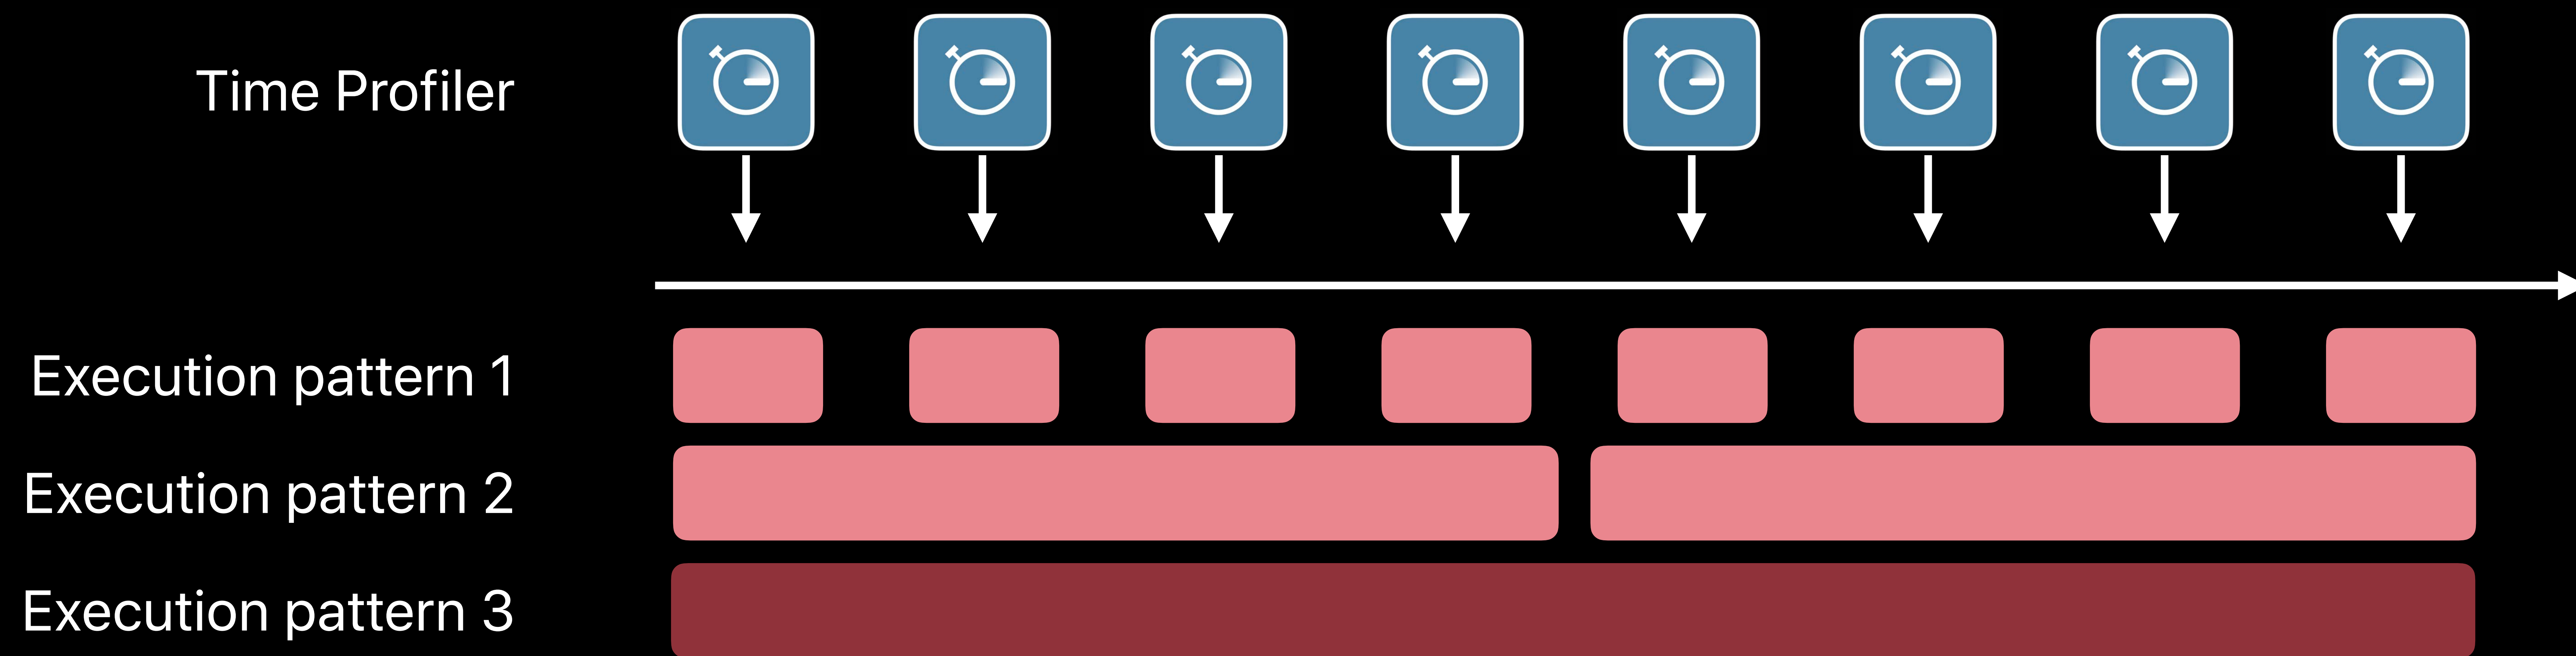 Time Profiler
Execution pattern 1
Execution pattern 2
Execution pattern 3